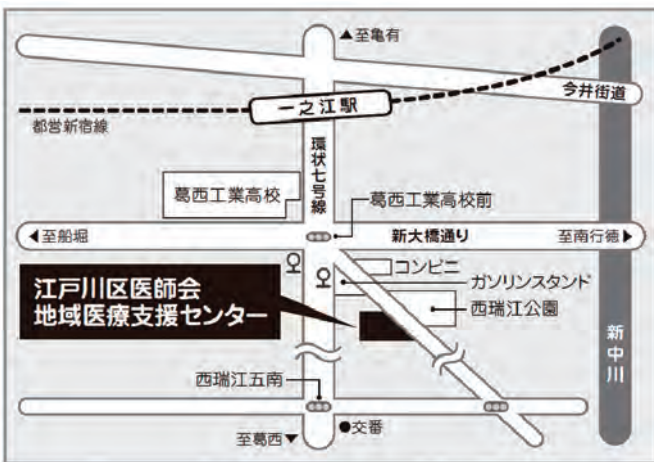 ▲至亀有
今井街道
一之江駅
都営新宿線
環状七号線
葛西工業高校
葛西工業高校前
◀至船堀
新大橋通り
至南行徳▶
コンビニ
ガソリンスタンド
江戸川区医師会
地域医療支援センター
西瑞江公園
新中川
西瑞江五南
至葛西▼
●交番